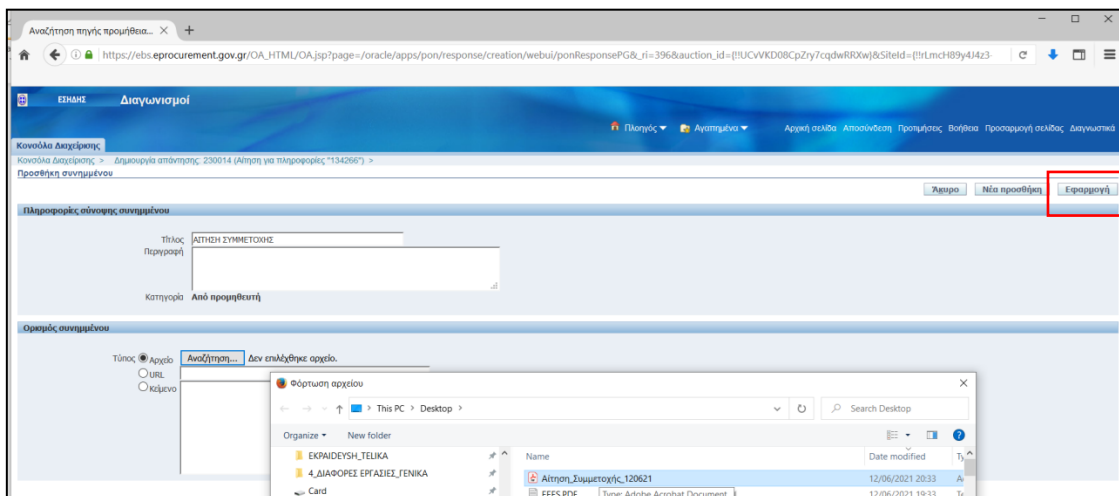 Αναζήτηση πηγής προμήθεια...
https://ebs.eprocurement.gov.gr/OA_HTML/OA.jsp?page=/oracle/apps/pon/response/creation/webui/ponResponsePG&_ri=396&auction_id={!!UCvVKD08CpZry7cqdwRRXw}&SiteId={!!rLmcH89y4J4z3
ΕΣΗΔΗΣ Διαγωνισμοί
Πλοηγός Αγαπημένα Αρχική σελίδα Αποσύνδεση Προτιμήσεις Βοήθεια Προσαρμογή σελίδας Διαγνωστικά
Κονσόλα Διαχείρισης
Κονσόλα Διαχείρισης > Δημιουργία απάντησης: 230014 (Αίτηση για πληροφορίες "134266") >
Προσθήκη συνημμένου
Άκυρο Νέα προσθήκη Εφαρμογή
Πληροφορίες σύνοψης συνημμένου
Τίτλος ΑΙΤΗΣΗ ΣΥΜΜΕΤΟΧΗΣ
Περιγραφή
Κατηγορία Από προμηθευτή
Ορισμός συνημμένου
Τύπος Αρχείο Αναζήτηση... Δεν επιλέχθηκε αρχείο.
URL
Κείμενο
Φόρτωση αρχείου
This PC > Desktop >
Search Desktop
Organize New folder
EKPAIDEYSH_TELIKA
Name Date modified Ty
4_ΔΙΑΦΟΡΕΣ ΕΡΓΑΣΙΕΣ_ΓΕΝΙΚΑ
Αίτηση_Συμμετοχής_120621 12/06/2021 20:33
Card
EEES.PDF Type: Adobe Acrobat Document 12/06/2021 19:33